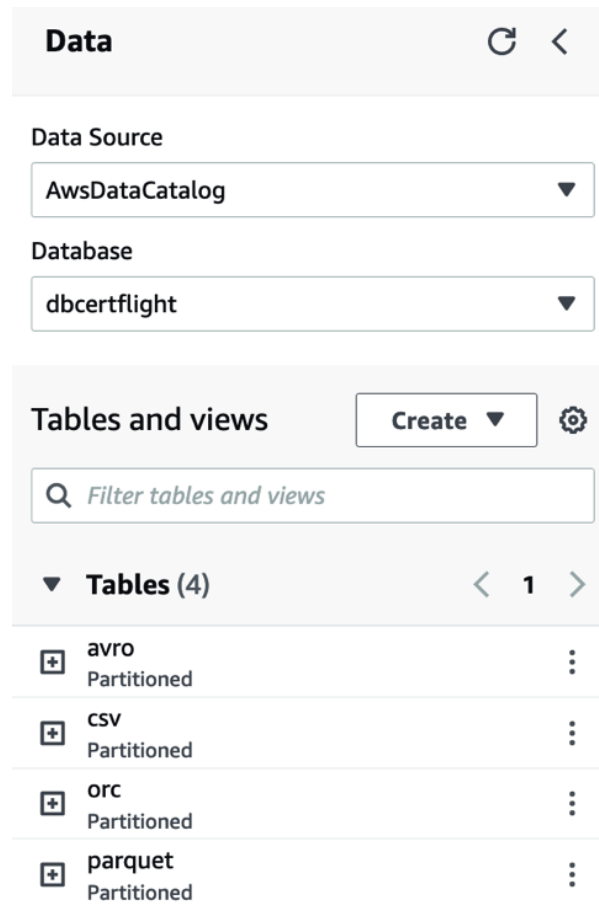 Data
Data Source
AwsDataCatalog
Database
dbcertflight
Tables and views
Create
Filter tables and views
Tables (4)
1
avro
Partitioned
csv
Partitioned
orc
Partitioned
parquet
Partitioned